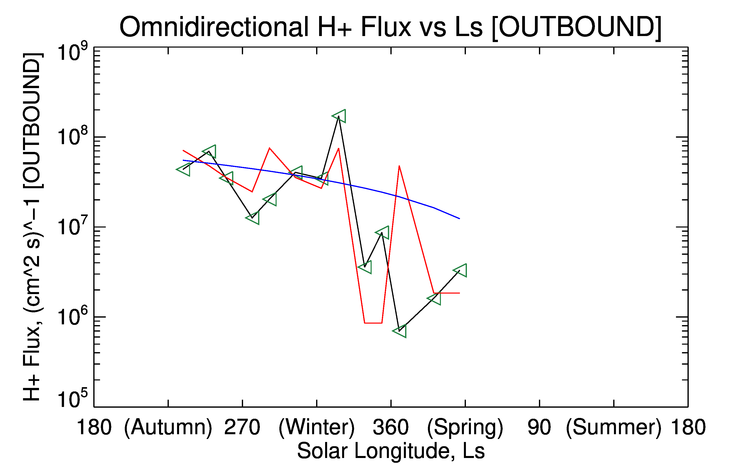 Omnidirectional H+ Flux vs Ls [OUTBOUND]
H+ Flux, (cm^2 s)^−1 [OUTBOUND]
10^9
10^8
10^7
10^6
10^5
180 (Autumn) 270 (Winter) 360 (Spring) 90 (Summer) 180
Solar Longitude, Ls